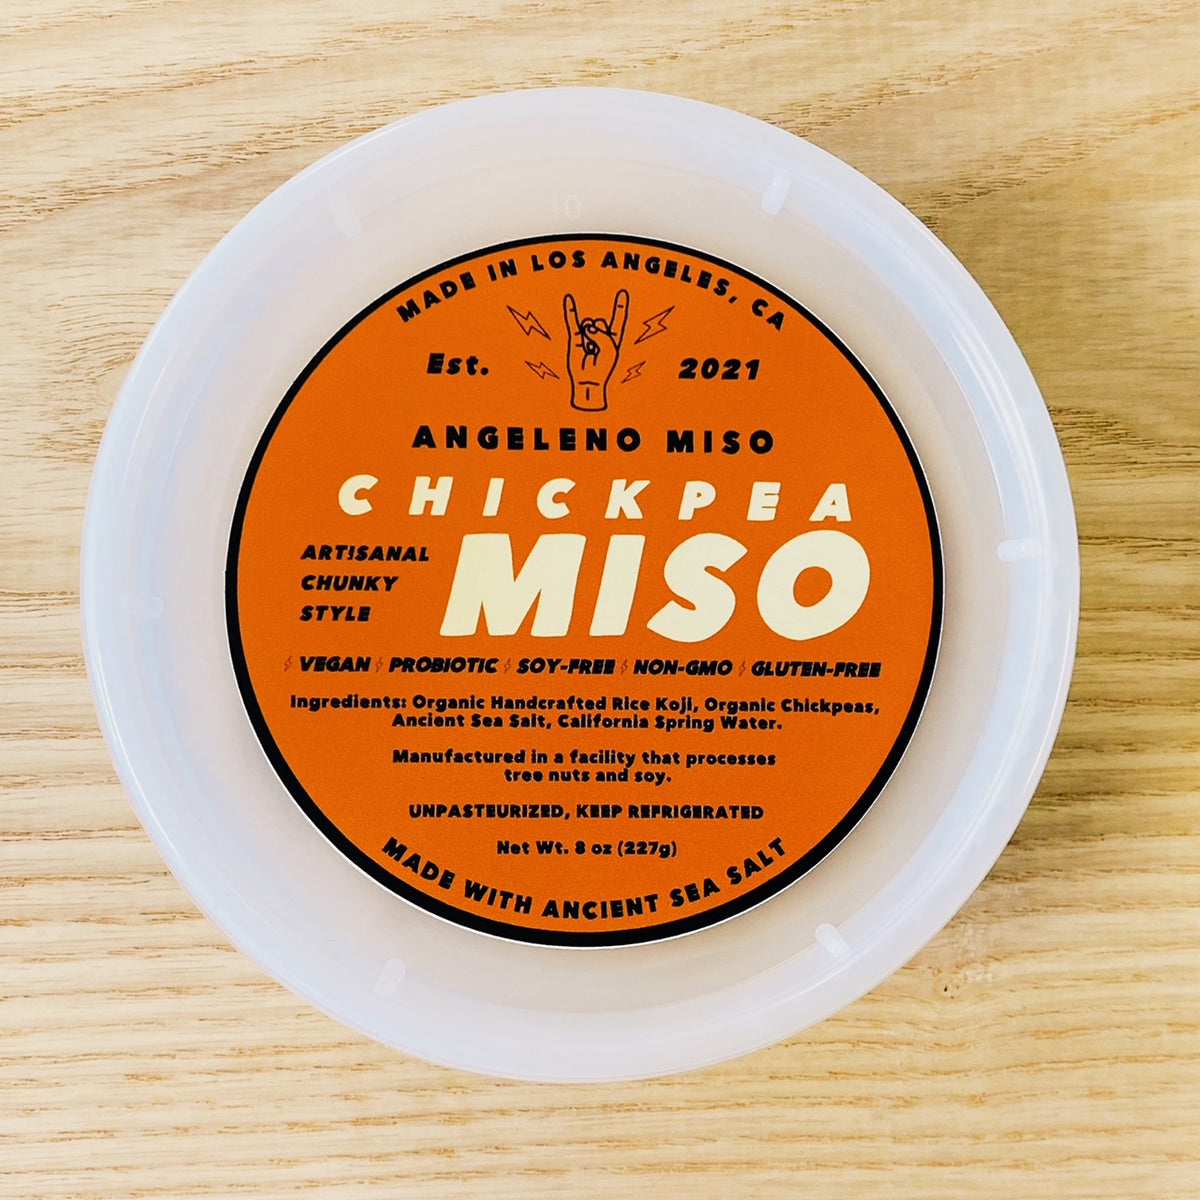 10
MADE IN LOS ANGELES, CA
Est. 2021
ANGELENO MISO
CHICKPEA
MISO
ARTISANAL
CHUNKY
STYLE
VEGAN PROBIOTIC SOY-FREE NON-GMO GLUTEN-FREE
Ingredients: Organic Handcrafted Rice Koji, Organic Chickpeas,
Ancient Sea Salt, California Spring Water.
Manufactured in a facility that processes
tree nuts and soy.
UNPASTEURIZED, KEEP REFRIGERATED
Net Wt. 8 oz (227g)
MADE WITH ANCIENT SEA SALT